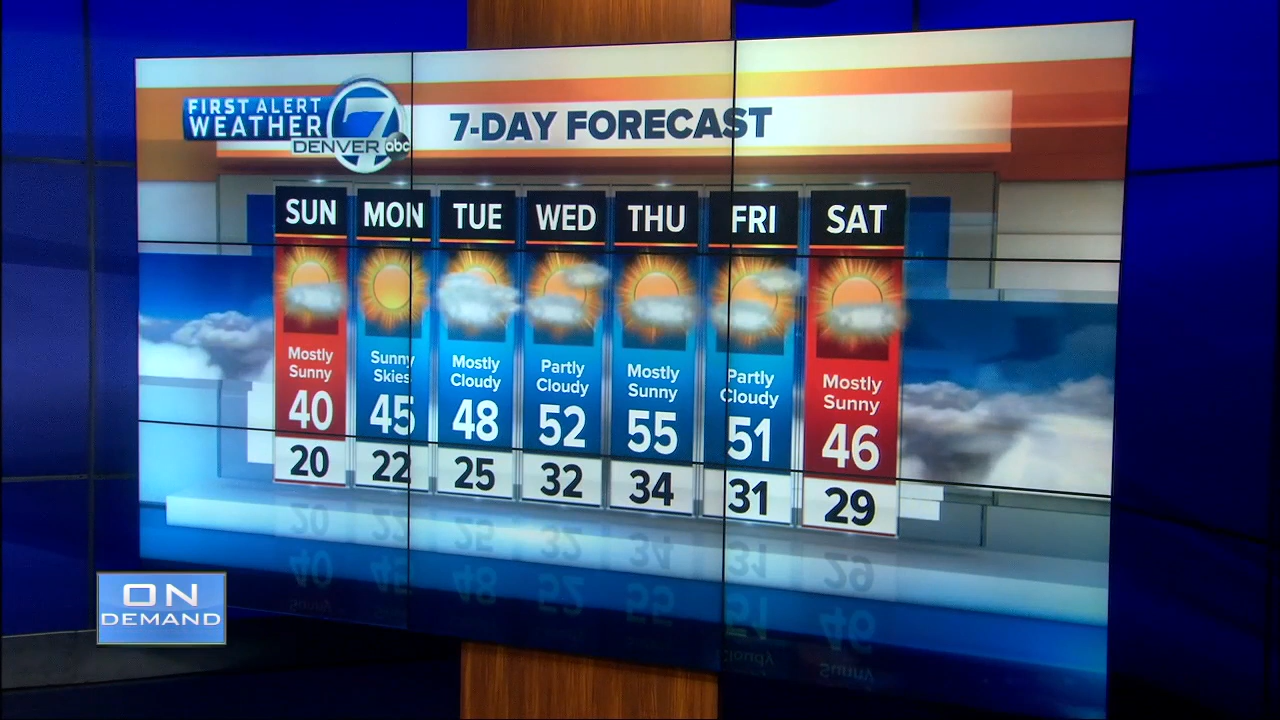 FIRST ALERT
WEATHER
7
DENVER abc
7-DAY FORECAST
SUN MON TUE WED THU FRI SAT
Mostly Sunny
Sunny Skies
Mostly Cloudy
Partly Cloudy
Mostly Sunny
Partly Cloudy
Mostly Sunny
40 45 48 52 55 51 46
20 22 25 32 34 31 29
ON
DEMAND